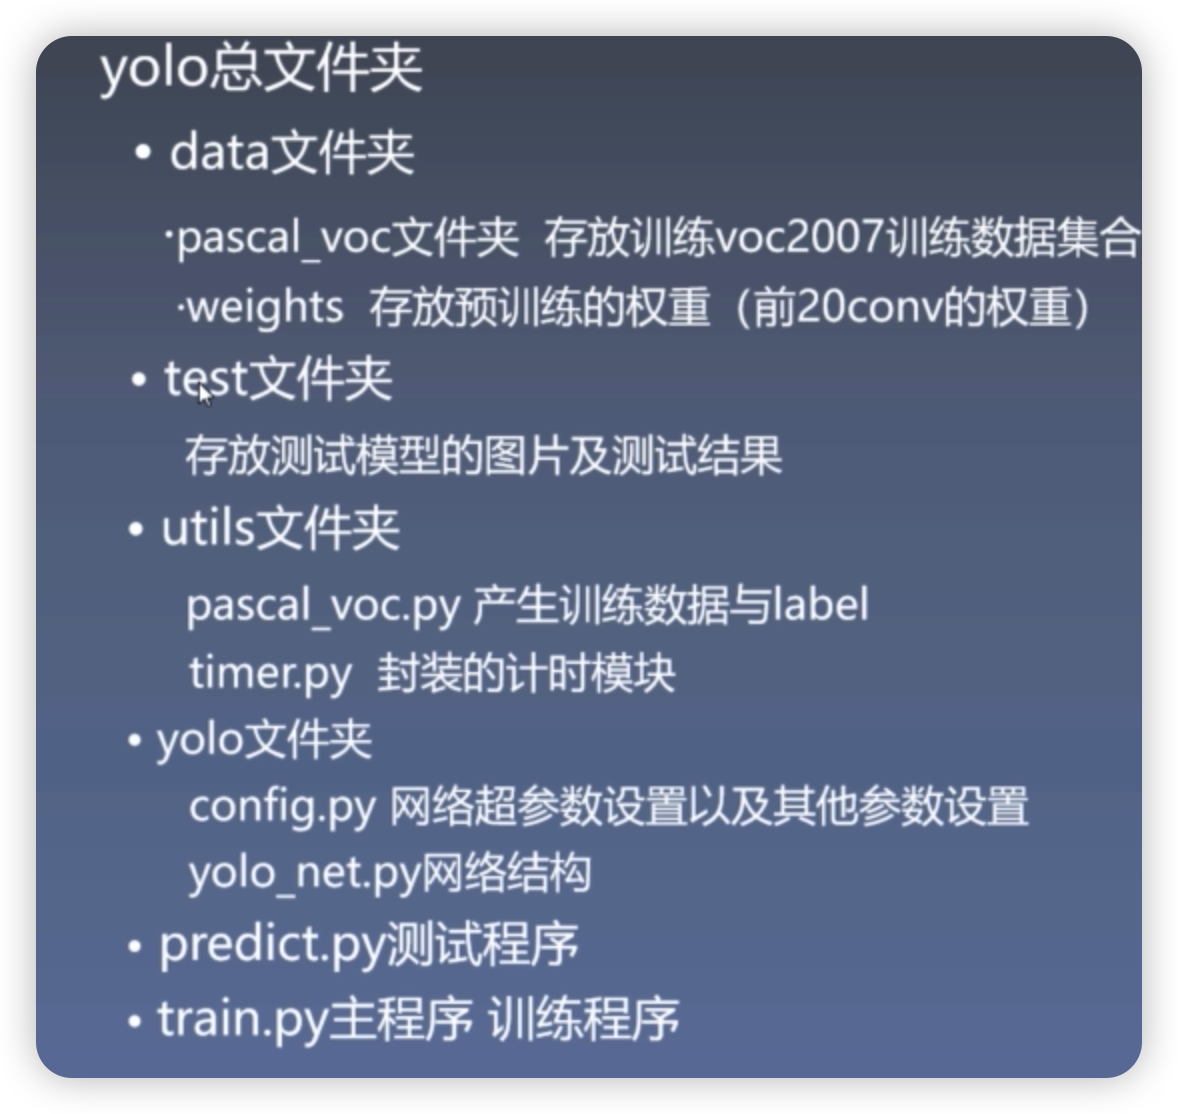 yolo总文件夹
• data文件夹
·pascal_voc文件夹 存放训练voc2007训练数据集合
·weights 存放预训练的权重（前20conv的权重）
• test文件夹
存放测试模型的图片及测试结果
• utils文件夹
pascal_voc.py 产生训练数据与label
timer.py 封装的计时模块
• yolo文件夹
config.py 网络超参数设置以及其他参数设置
yolo_net.py网络结构
• predict.py测试程序
• train.py主程序 训练程序